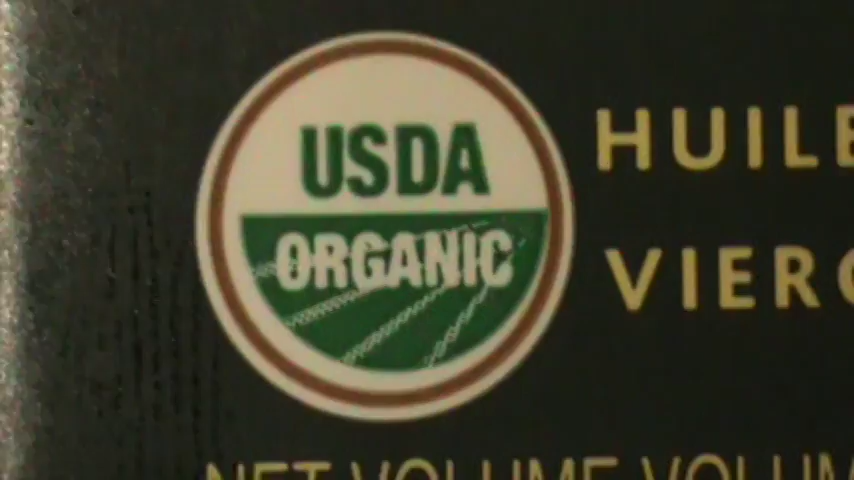 USDA
ORGANIC
HUILE
VIERG
NET VOLUME VOLUM